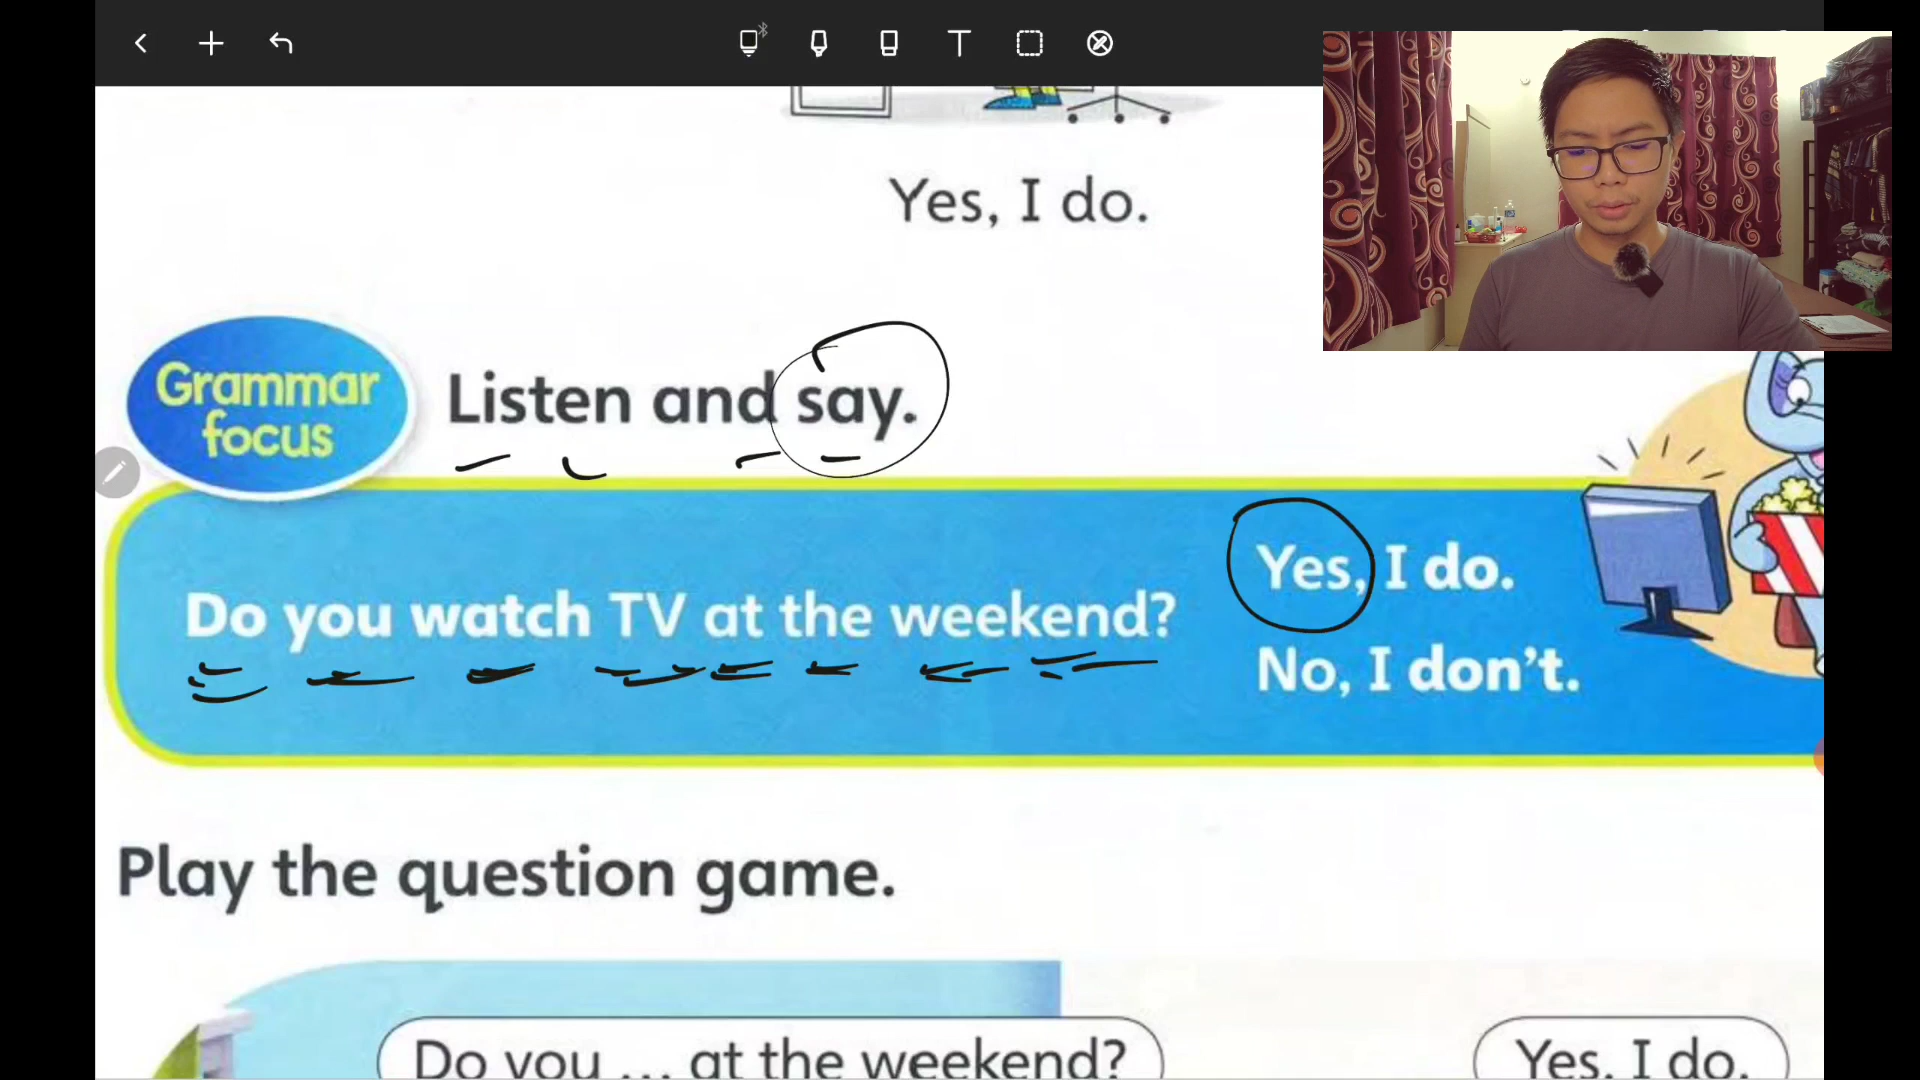 Yes, I do.
Grammar
focus
Listen and say.
Do you watch TV at the weekend?
Yes, I do.
No, I don't.
Play the question game.
Do you ... at the weekend?
Yes, I do.